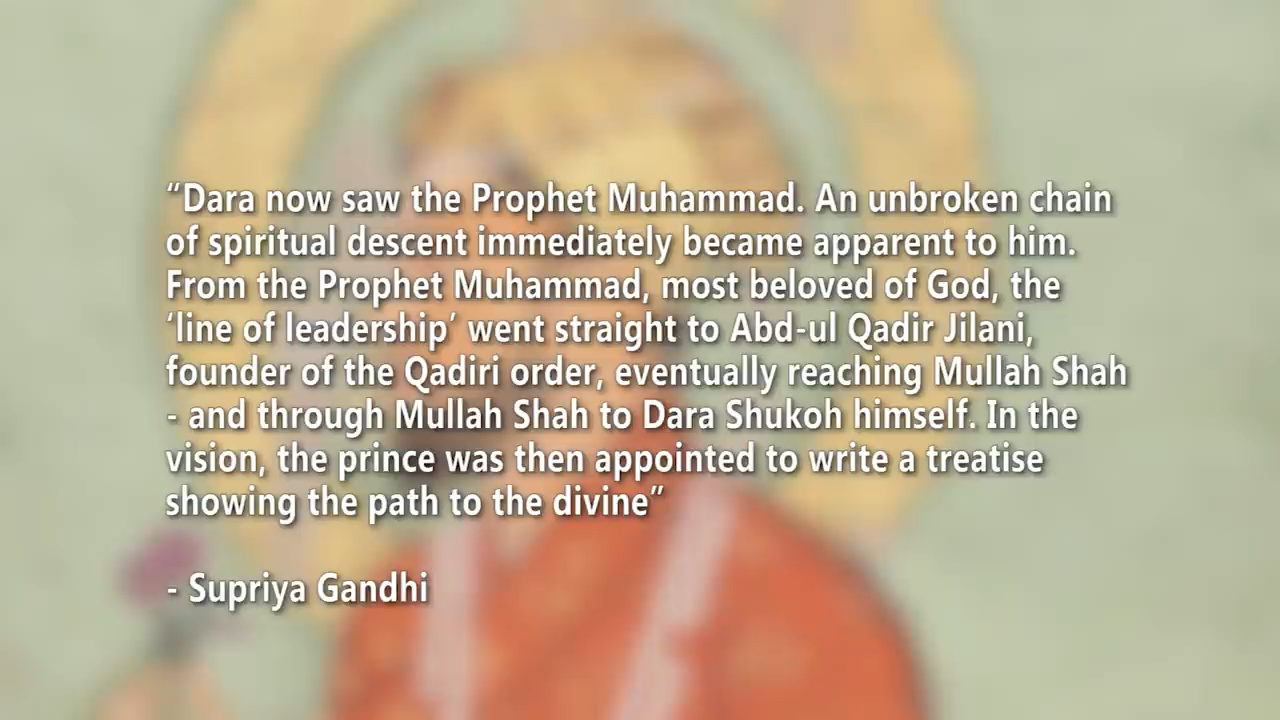 “Dara now saw the Prophet Muhammad. An unbroken chain
of spiritual descent immediately became apparent to him.
From the Prophet Muhammad, most beloved of God, the
‘line of leadership’ went straight to Abd-ul Qadir Jilani,
founder of the Qadiri order, eventually reaching Mullah Shah
- and through Mullah Shah to Dara Shukoh himself. In the
vision, the prince was then appointed to write a treatise
showing the path to the divine”
- Supriya Gandhi